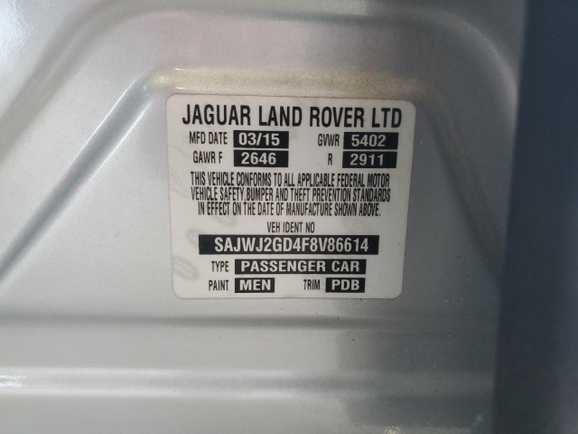 JAGUAR LAND ROVER LTD
MFD DATE 03/15 GVWR 5402
GAWR F 2646 R 2911
THIS VEHICLE CONFORMS TO ALL APPLICABLE FEDERAL MOTOR
VEHICLE SAFETY, BUMPER AND THEFT PREVENTION STANDARDS
IN EFFECT ON THE DATE OF MANUFACTURE SHOWN ABOVE.
VEH IDENT NO
SAJWJ2GD4F8V86614
TYPE PASSENGER CAR
PAINT MEN TRIM PDB